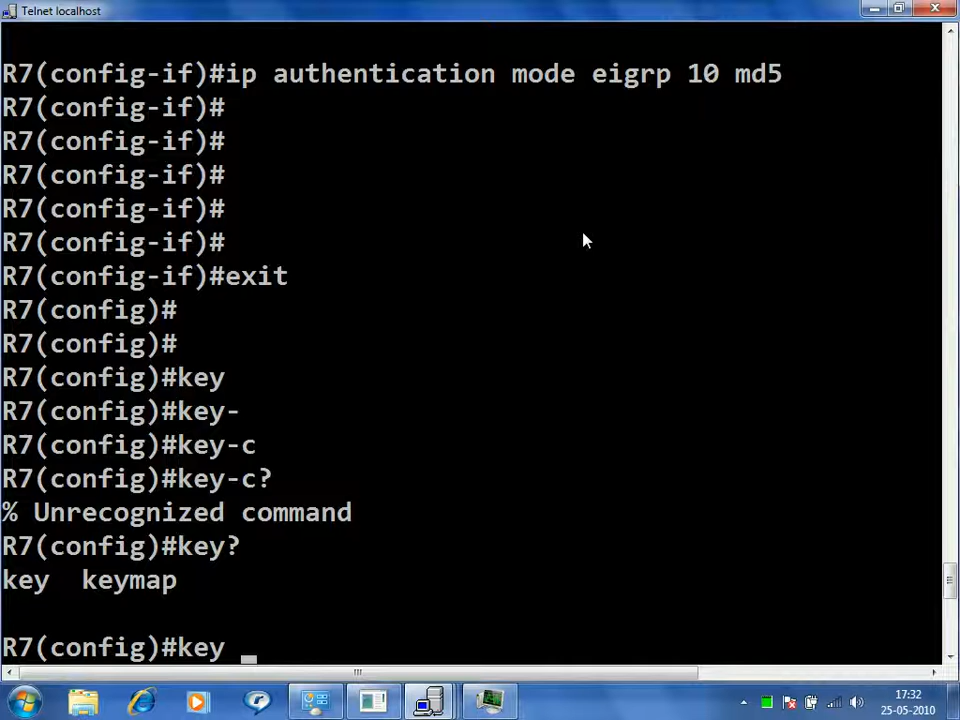 Telnet localhost
R7(config-if)#ip authentication mode eigrp 10 md5
R7(config-if)#
R7(config-if)#
R7(config-if)#
R7(config-if)#
R7(config-if)#
R7(config-if)#exit
R7(config)#
R7(config)#
R7(config)#key
R7(config)#key-
R7(config)#key-c
R7(config)#key-c?
% Unrecognized command
R7(config)#key?
key  keymap
R7(config)#key _
17:32
25-05-2010